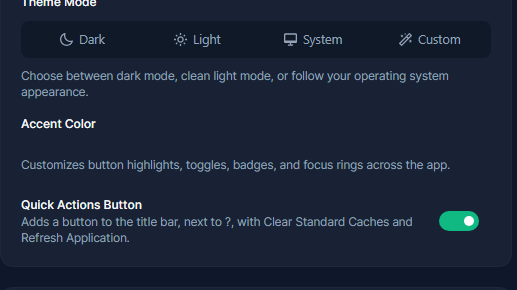 Theme Mode
Dark
Light
System
Custom
Choose between dark mode, clean light mode, or follow your operating system
appearance.
Accent Color
Customizes button highlights, toggles, badges, and focus rings across the app.
Quick Actions Button
Adds a button to the title bar, next to ?, with Clear Standard Caches and
Refresh Application.